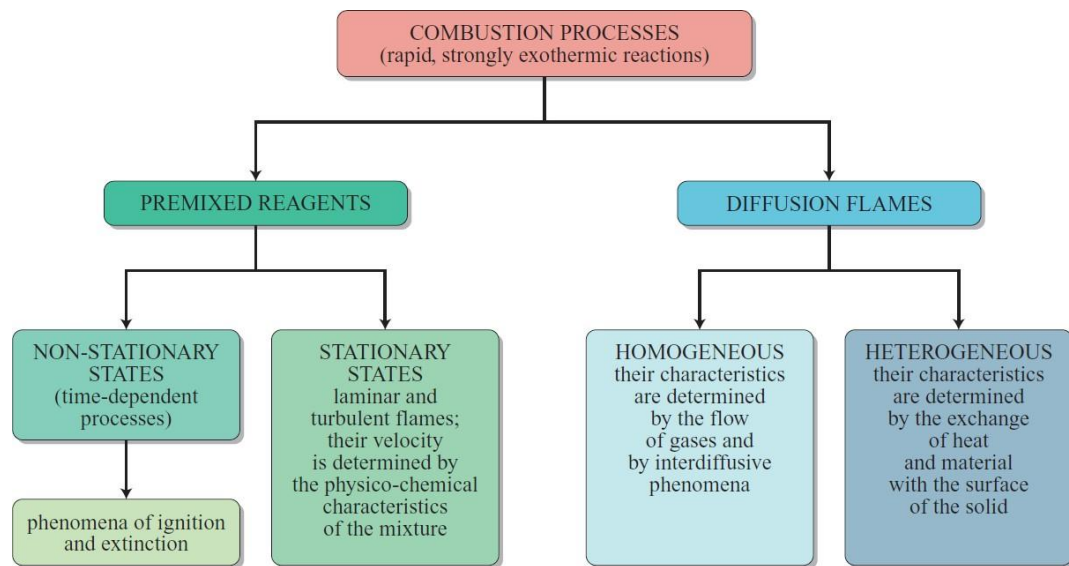 COMBUSTION PROCESSES
(rapid, strongly exothermic reactions)
PREMIXED REAGENTS
DIFFUSION FLAMES
NON-STATIONARY
STATES
(time-dependent
processes)
phenomena of ignition
and extinction
STATIONARY
STATES
laminar and
turbulent flames;
their velocity
is determined by
the physico-chemical
characteristics
of the mixture
HOMOGENEOUS
their characteristics
are determined
by the flow
of gases and
by interdiffusive
phenomena
HETEROGENEOUS
their characteristics
are determined
by the exchange
of heat
and material
with the surface
of the solid